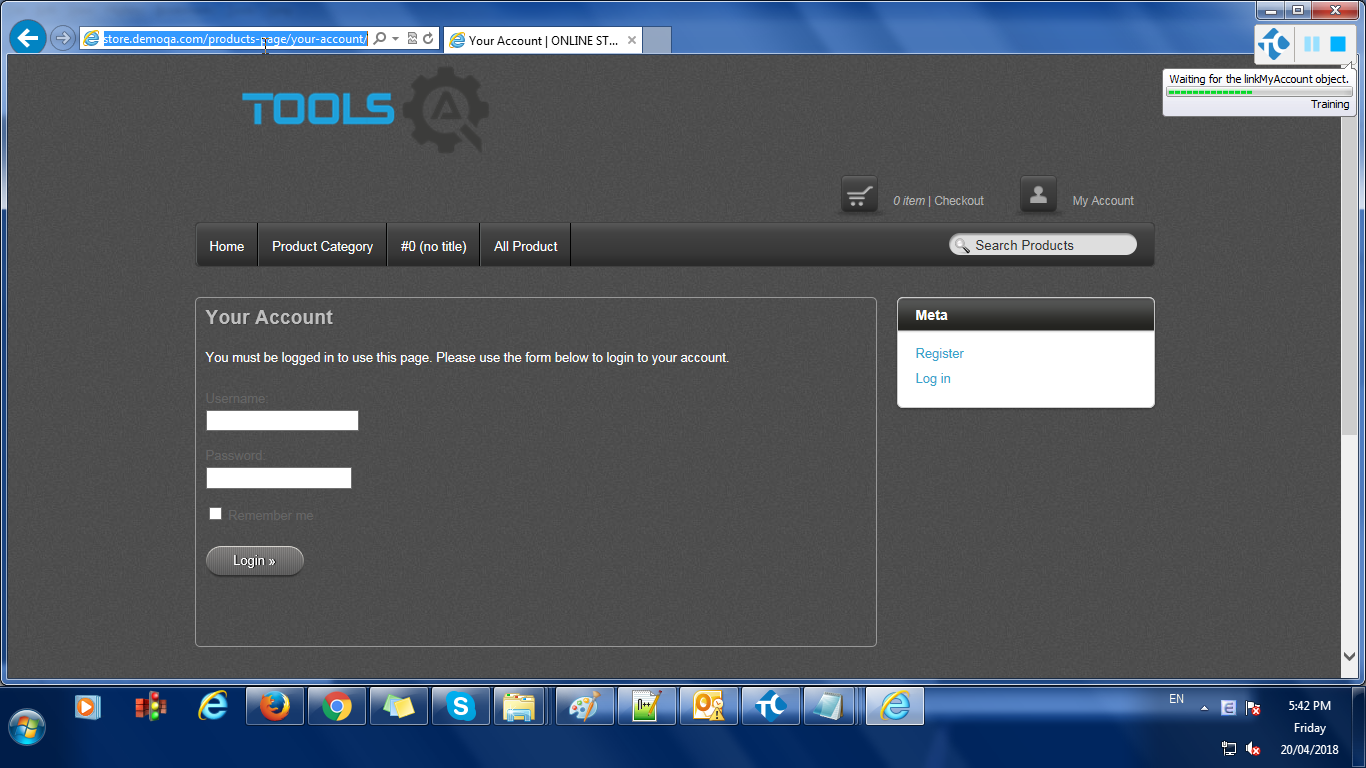 store.demoqa.com/products-page/your-account/
Your Account | ONLINE ST...
Waiting for the linkMyAccount object.
Training
TOOLS
0 item | Checkout
My Account
Home
Product Category
#0 (no title)
All Product
Search Products
Your Account
You must be logged in to use this page. Please use the form below to login to your account.
Username:
Password:
Remember me
Login »
Meta
Register
Log in
EN
5:42 PM
Friday
20/04/2018